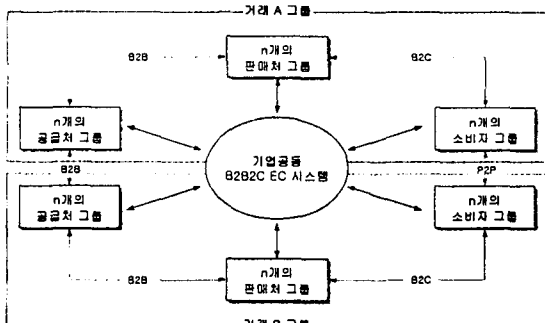 거래 A 그룹
B2B
n개의
판매처 그룹
B2C
n개의
공급처 그룹
n개의
소비자 그룹
기업공동
B2B2C EC 시스템
B2B
P2P
n개의
공급처 그룹
n개의
소비자 그룹
B2B
n개의
판매처 그룹
B2C